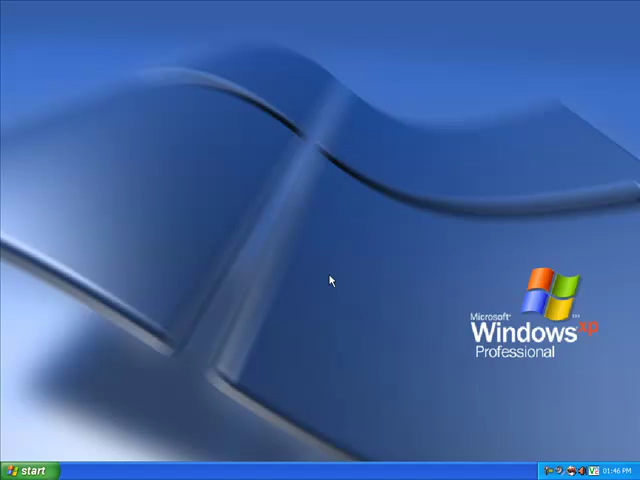 Microsoft
Windows xp
Professional
start
01:46 PM